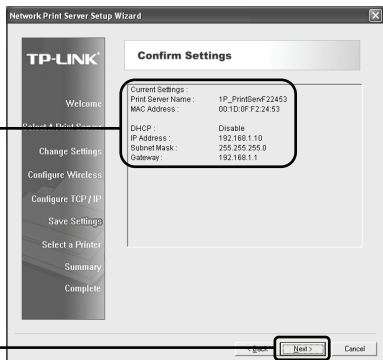 Network Print Server Setup Wizard
TP-LINK
Confirm Settings
Welcome
Select A Print Server
Change Settings
Configure Wireless
Configure TCP / IP
Save Settings
Select a Printer
Summary
Complete
Current Settings :
Print Server Name : 1P_PrintServF22453
MAC Address : 00:1D:0F:F2:24:53
DHCP : Disable
IP Address : 192.168.1.10
Subnet Mask : 255.255.255.0
Gateway : 192.168.1.1
< Back Next > Cancel